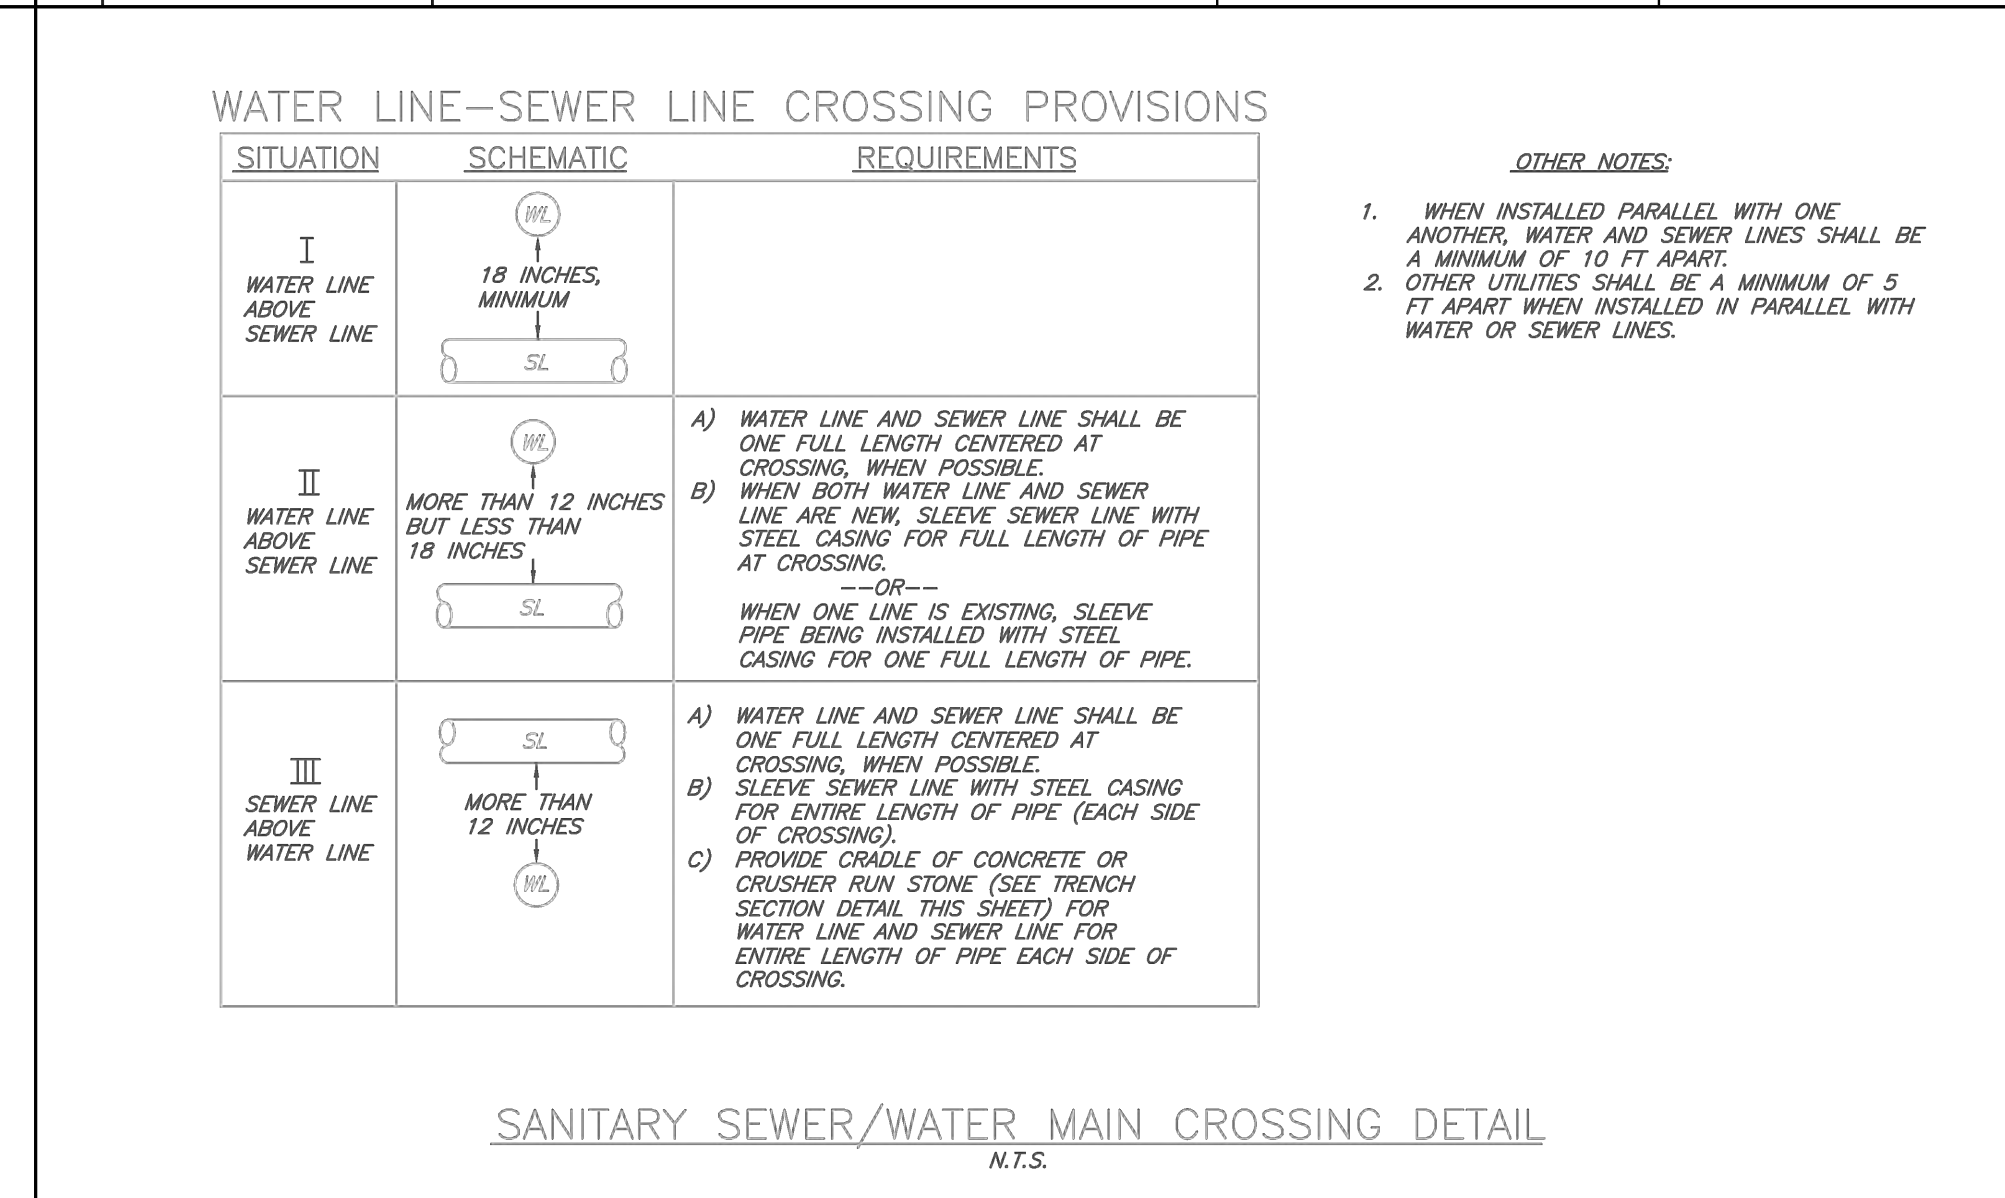 WATER LINE-SEWER LINE CROSSING PROVISIONS
SITUATION SCHEMATIC REQUIREMENTS
I
WATER LINE
ABOVE
SEWER LINE
WL
18 INCHES,
MINIMUM
SL
II
WATER LINE
ABOVE
SEWER LINE
WL
MORE THAN 12 INCHES
BUT LESS THAN
18 INCHES
SL
A) WATER LINE AND SEWER LINE SHALL BE
ONE FULL LENGTH CENTERED AT
CROSSING, WHEN POSSIBLE.
B) WHEN BOTH WATER LINE AND SEWER
LINE ARE NEW, SLEEVE SEWER LINE WITH
STEEL CASING FOR FULL LENGTH OF PIPE
AT CROSSING.
--OR--
WHEN ONE LINE IS EXISTING, SLEEVE
PIPE BEING INSTALLED WITH STEEL
CASING FOR ONE FULL LENGTH OF PIPE.
III
SEWER LINE
ABOVE
WATER LINE
SL
MORE THAN
12 INCHES
WL
A) WATER LINE AND SEWER LINE SHALL BE
ONE FULL LENGTH CENTERED AT
CROSSING, WHEN POSSIBLE.
B) SLEEVE SEWER LINE WITH STEEL CASING
FOR ENTIRE LENGTH OF PIPE (EACH SIDE
OF CROSSING).
C) PROVIDE CRADLE OF CONCRETE OR
CRUSHER RUN STONE (SEE TRENCH
SECTION DETAIL THIS SHEET) FOR
WATER LINE AND SEWER LINE FOR
ENTIRE LENGTH OF PIPE EACH SIDE OF
CROSSING.
OTHER NOTES:
1. WHEN INSTALLED PARALLEL WITH ONE
ANOTHER, WATER AND SEWER LINES SHALL BE
A MINIMUM OF 10 FT APART.
2. OTHER UTILITIES SHALL BE A MINIMUM OF 5
FT APART WHEN INSTALLED IN PARALLEL WITH
WATER OR SEWER LINES.
SANITARY SEWER/WATER MAIN CROSSING DETAIL
N.T.S.